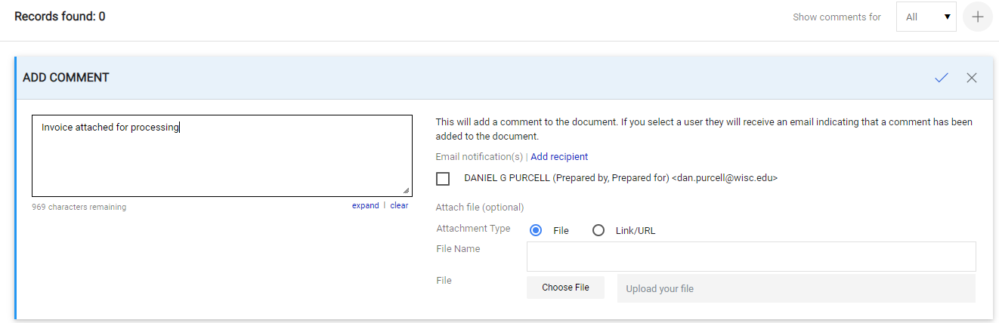 Records found: 0
Show comments for
All
ADD COMMENT
Invoice attached for processing
969 characters remaining
expand | clear
This will add a comment to the document. If you select a user they will receive an email indicating that a comment has been
added to the document.
Email notification(s) | Add recipient
DANIEL G PURCELL (Prepared by, Prepared for) <dan.purcell@wisc.edu>
Attach file (optional)
Attachment Type
File
Link/URL
File Name
File
Choose File
Upload your file